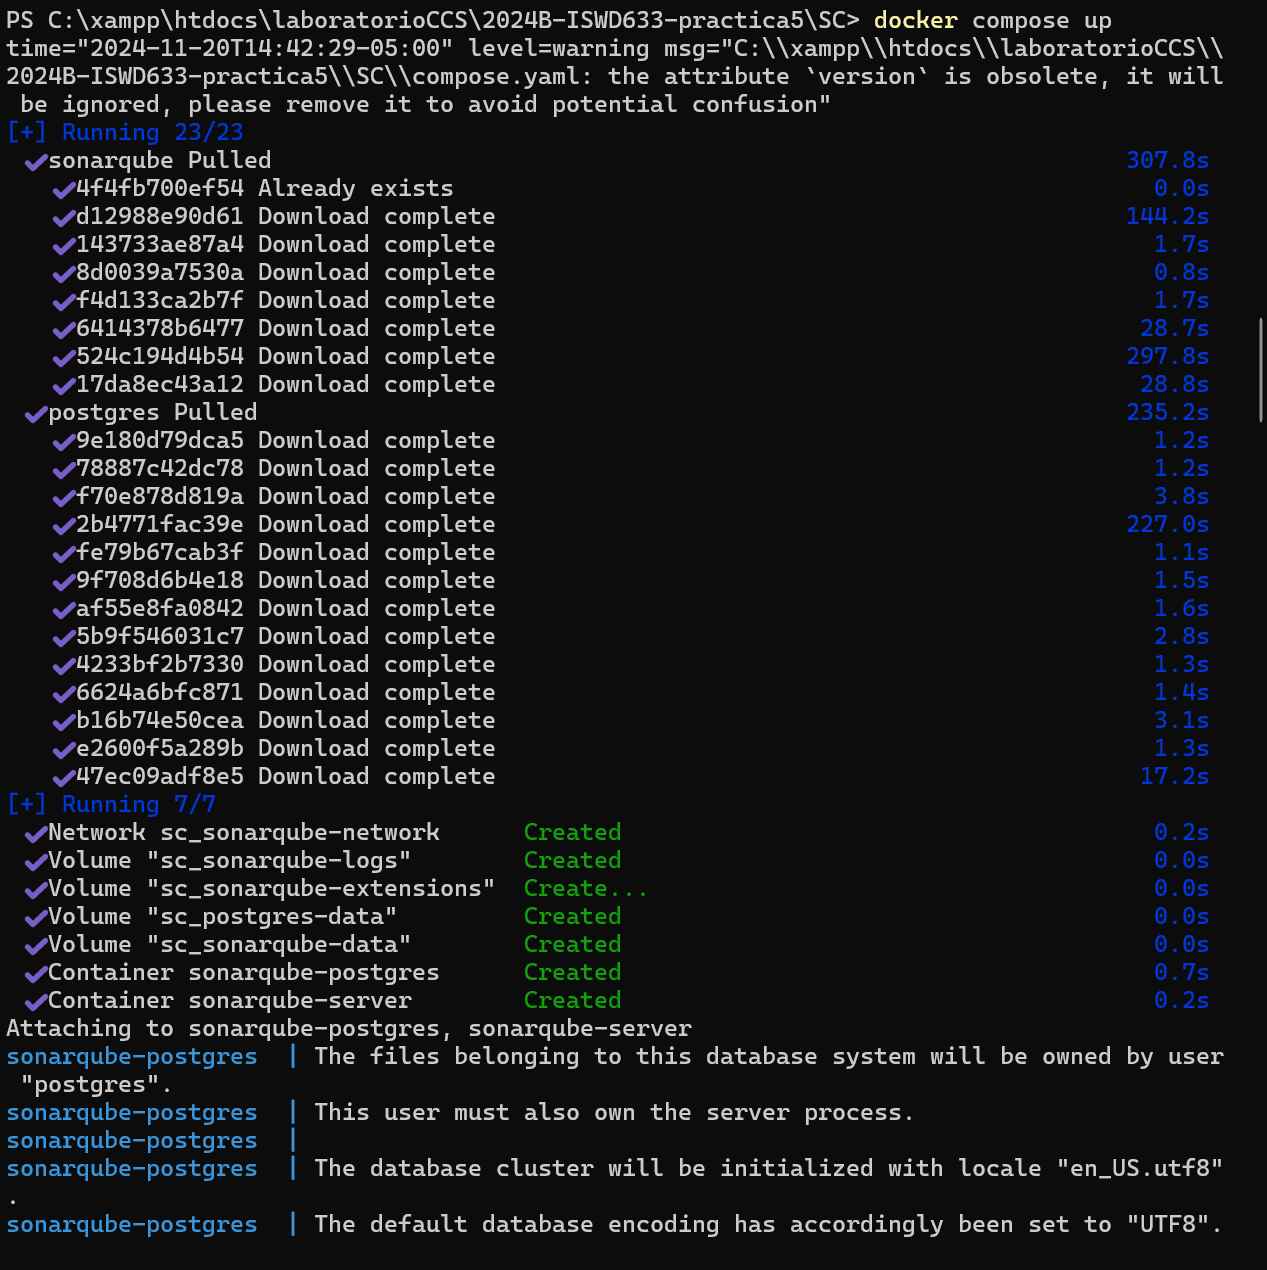 PS C:\xampp\htdocs\laboratorioCCS\2024B-ISWD633-practica5\SC> docker compose up
time="2024-11-20T14:42:29-05:00" level=warning msg="C:\\xampp\\htdocs\\laboratorioCCS\\
2024B-ISWD633-practica5\\SC\\compose.yaml: the attribute `version` is obsolete, it will
 be ignored, please remove it to avoid potential confusion"
[+] Running 23/23
✔sonarqube Pulled 307.8s
✔4f4fb700ef54 Already exists 0.0s
✔d12988e90d61 Download complete 144.2s
✔143733ae87a4 Download complete 1.7s
✔8d0039a7530a Download complete 0.8s
✔f4d133ca2b7f Download complete 1.7s
✔6414378b6477 Download complete 28.7s
✔524c194d4b54 Download complete 297.8s
✔17da8ec43a12 Download complete 28.8s
✔postgres Pulled 235.2s
✔9e180d79dca5 Download complete 1.2s
✔78887c42dc78 Download complete 1.2s
✔f70e878d819a Download complete 3.8s
✔2b4771fac39e Download complete 227.0s
✔fe79b67cab3f Download complete 1.1s
✔9f708d6b4e18 Download complete 1.5s
✔af55e8fa0842 Download complete 1.6s
✔5b9f546031c7 Download complete 2.8s
✔4233bf2b7330 Download complete 1.3s
✔6624a6bfc871 Download complete 1.4s
✔b16b74e50cea Download complete 3.1s
✔e2600f5a289b Download complete 1.3s
✔47ec09adf8e5 Download complete 17.2s
[+] Running 7/7
✔Network sc_sonarqube-network Created 0.2s
✔Volume "sc_sonarqube-logs" Created 0.0s
✔Volume "sc_sonarqube-extensions" Create... 0.0s
✔Volume "sc_postgres-data" Created 0.0s
✔Volume "sc_sonarqube-data" Created 0.0s
✔Container sonarqube-postgres Created 0.7s
✔Container sonarqube-server Created 0.2s
Attaching to sonarqube-postgres, sonarqube-server
sonarqube-postgres | The files belonging to this database system will be owned by user
 "postgres".
sonarqube-postgres | This user must also own the server process.
sonarqube-postgres |
sonarqube-postgres | The database cluster will be initialized with locale "en_US.utf8"
.
sonarqube-postgres | The default database encoding has accordingly been set to "UTF8".